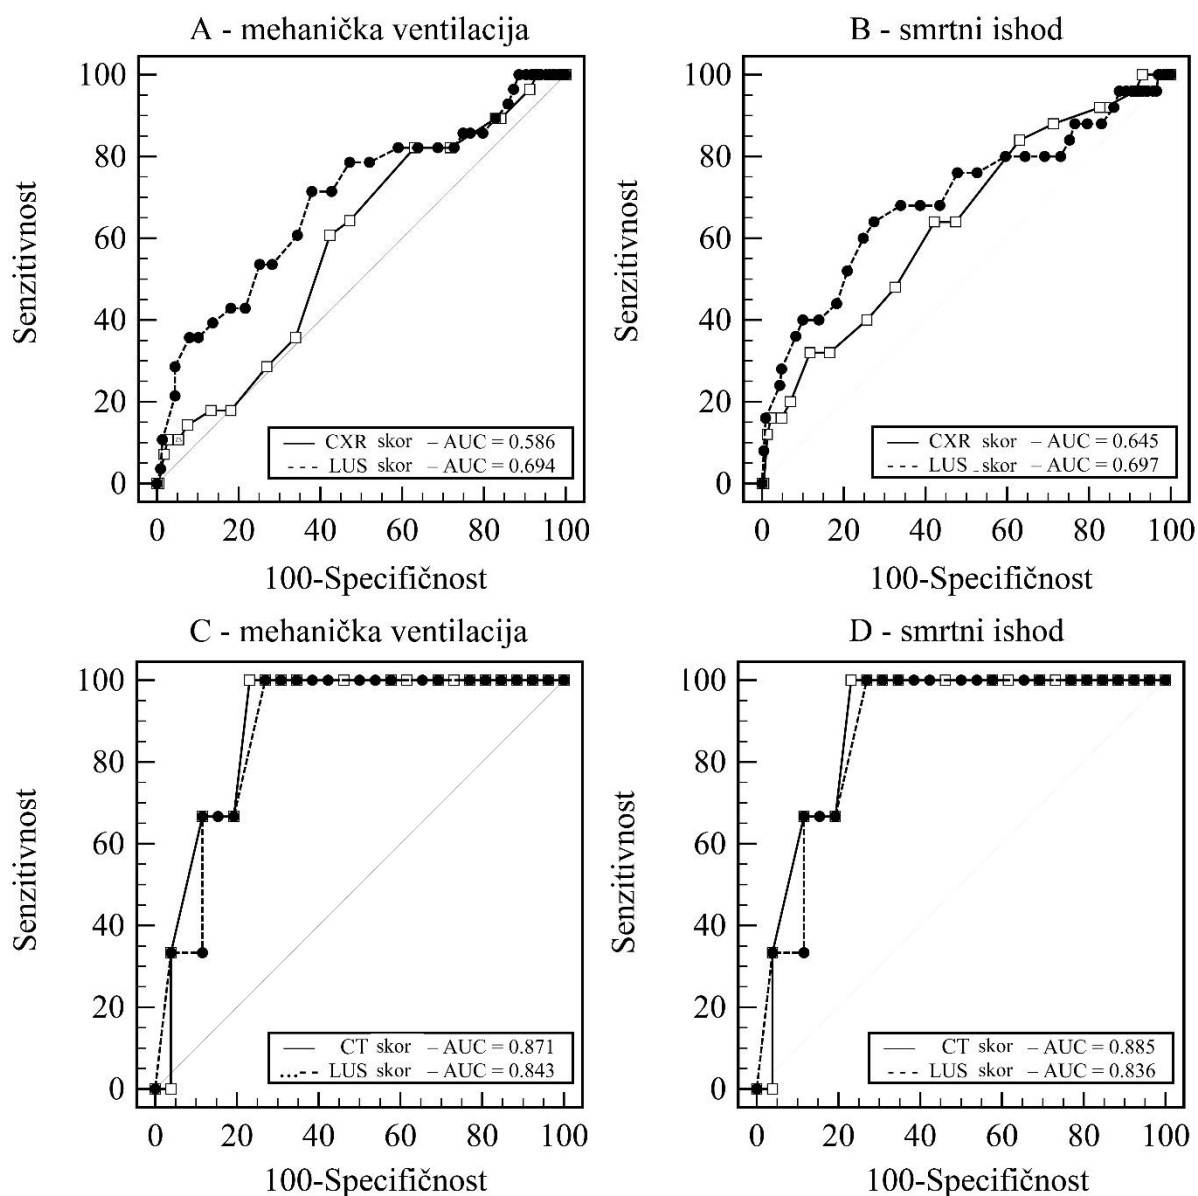 A - mehanička ventilacija
100
80
60
40
20
0
Senzitivnost
CXR skor – AUC = 0.586
LUS skor – AUC = 0.694
0 20 40 60 80 100
100-Specifičnost
B - smrtni ishod
100
80
60
40
20
0
Senzitivnost
CXR skor – AUC = 0.645
LUS skor – AUC = 0.697
0 20 40 60 80 100
100-Specifičnost
C - mehanička ventilacija
100
80
60
40
20
0
Senzitivnost
CT skor – AUC = 0.871
LUS skor – AUC = 0.843
0 20 40 60 80 100
100-Specifičnost
D - smrtni ishod
100
80
60
40
20
0
Senzitivnost
CT skor – AUC = 0.885
LUS skor – AUC = 0.836
0 20 40 60 80 100
100-Specifičnost